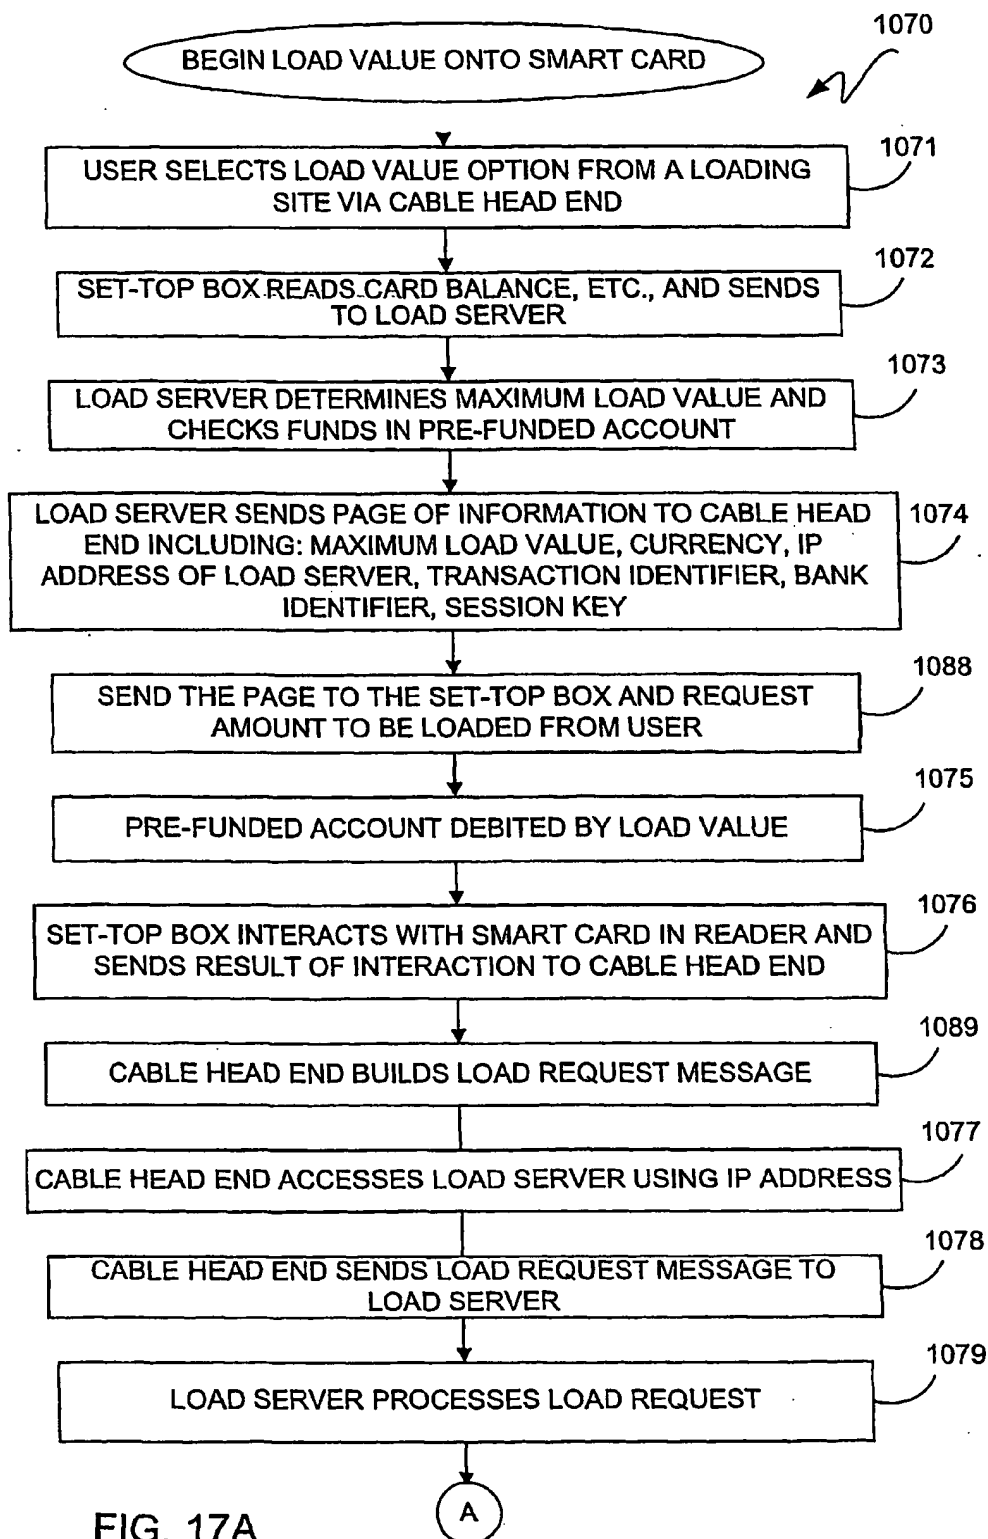 1070
BEGIN LOAD VALUE ONTO SMART CARD
1071
USER SELECTS LOAD VALUE OPTION FROM A LOADING
SITE VIA CABLE HEAD END
1072
SET-TOP BOX READS CARD BALANCE, ETC., AND SENDS
TO LOAD SERVER
1073
LOAD SERVER DETERMINES MAXIMUM LOAD VALUE AND
CHECKS FUNDS IN PRE-FUNDED ACCOUNT
1074
LOAD SERVER SENDS PAGE OF INFORMATION TO CABLE HEAD
END INCLUDING: MAXIMUM LOAD VALUE, CURRENCY, IP
ADDRESS OF LOAD SERVER, TRANSACTION IDENTIFIER, BANK
IDENTIFIER, SESSION KEY
1088
SEND THE PAGE TO THE SET-TOP BOX AND REQUEST
AMOUNT TO BE LOADED FROM USER
1075
PRE-FUNDED ACCOUNT DEBITED BY LOAD VALUE
1076
SET-TOP BOX INTERACTS WITH SMART CARD IN READER AND
SENDS RESULT OF INTERACTION TO CABLE HEAD END
1089
CABLE HEAD END BUILDS LOAD REQUEST MESSAGE
1077
CABLE HEAD END ACCESSES LOAD SERVER USING IP ADDRESS
1078
CABLE HEAD END SENDS LOAD REQUEST MESSAGE TO
LOAD SERVER
1079
LOAD SERVER PROCESSES LOAD REQUEST
A
FIG. 17A